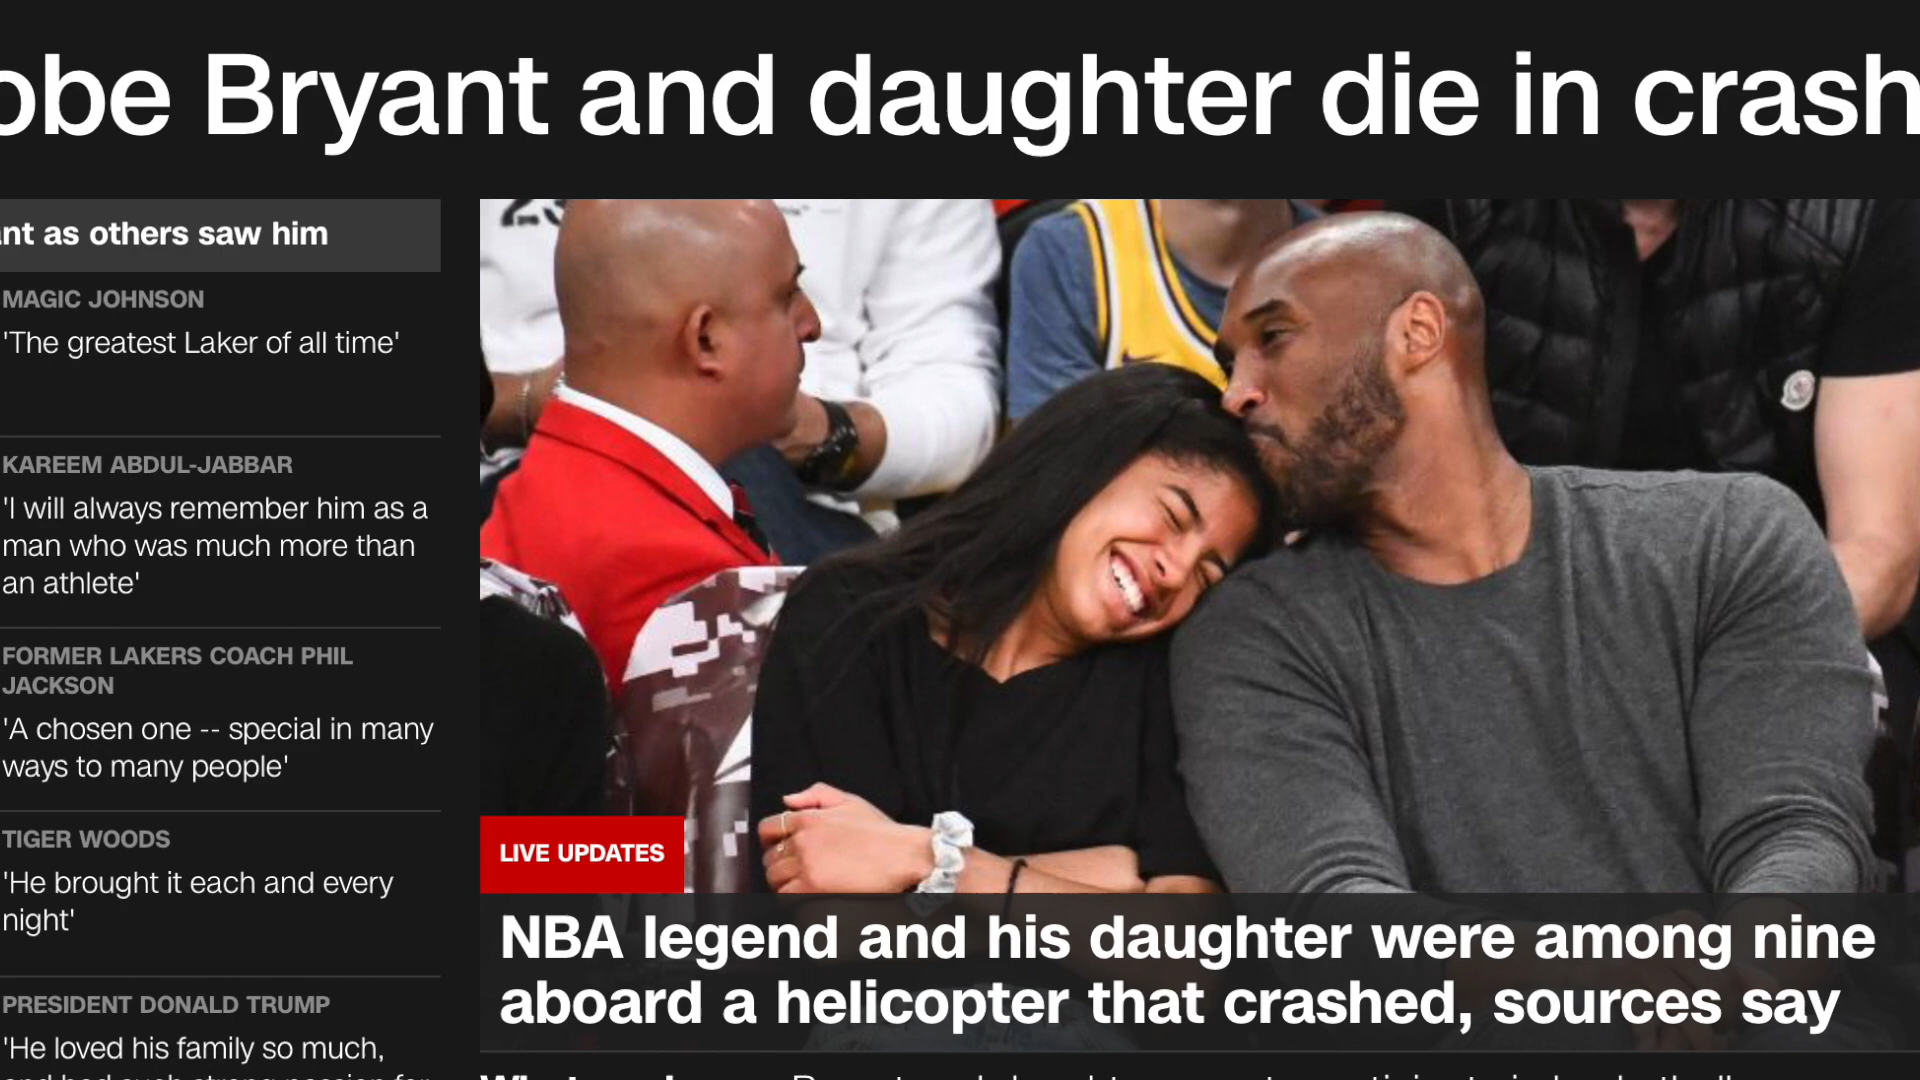 obe Bryant and daughter die in crash
nt as others saw him
MAGIC JOHNSON
'The greatest Laker of all time'
KAREEM ABDUL-JABBAR
'I will always remember him as a
man who was much more than
an athlete'
FORMER LAKERS COACH PHIL
JACKSON
'A chosen one -- special in many
ways to many people'
TIGER WOODS
'He brought it each and every
night'
PRESIDENT DONALD TRUMP
'He loved his family so much,
LIVE UPDATES
NBA legend and his daughter were among nine
aboard a helicopter that crashed, sources say